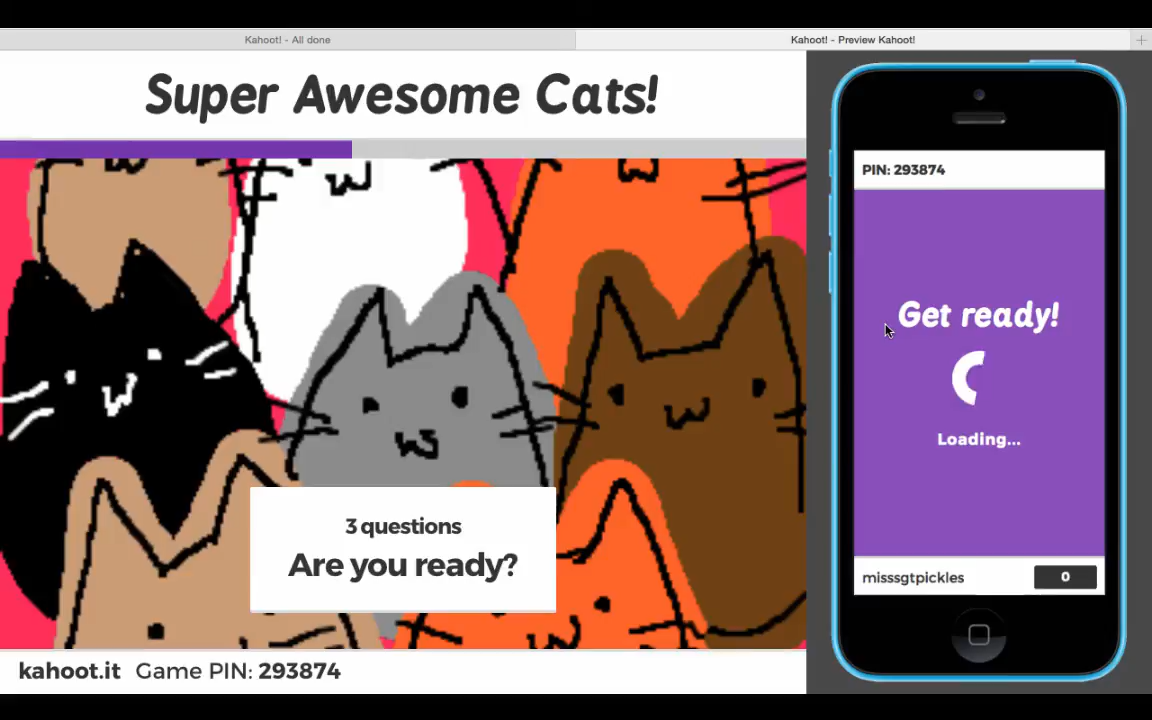 Kahoot! - All done
Kahoot! - Preview Kahoot!
Super Awesome Cats!
3 questions
Are you ready?
kahoot.it Game PIN: 293874
PIN: 293874
Get ready!
Loading...
misssgtpickles 0